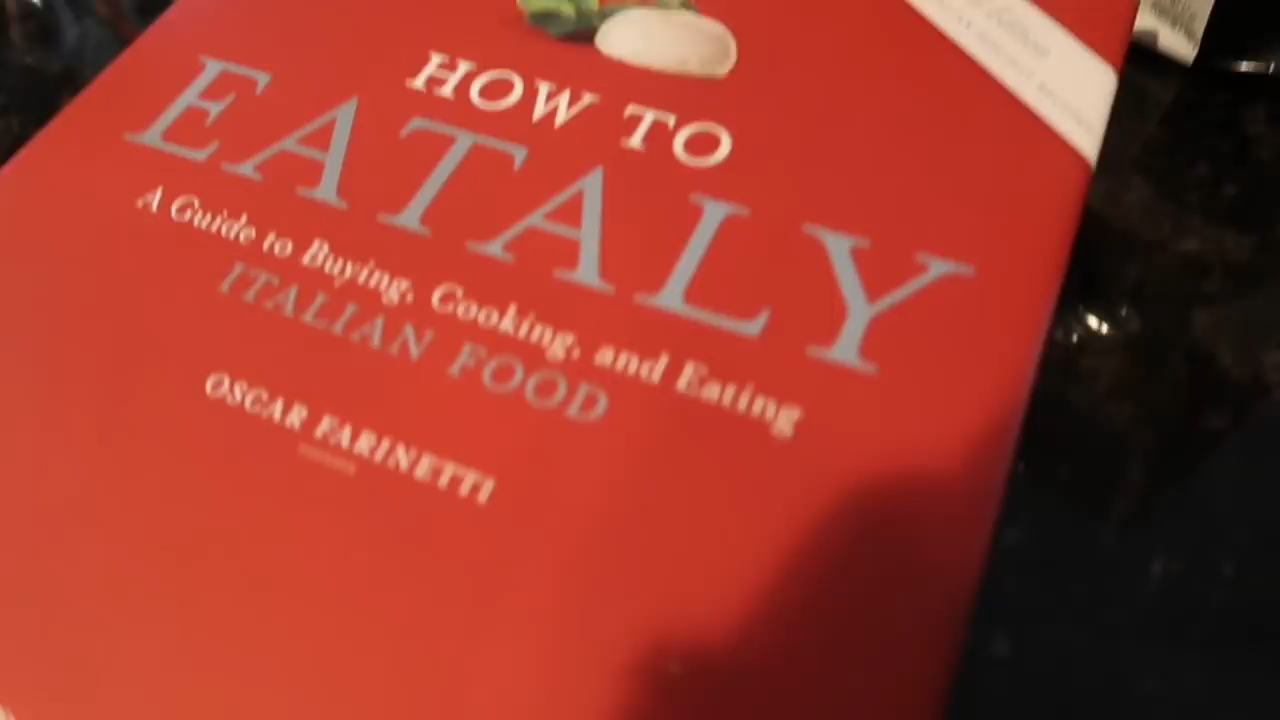 HOW TO
EATALY
A Guide to Buying, Cooking, and Eating
ITALIAN FOOD
OSCAR FARINETTI